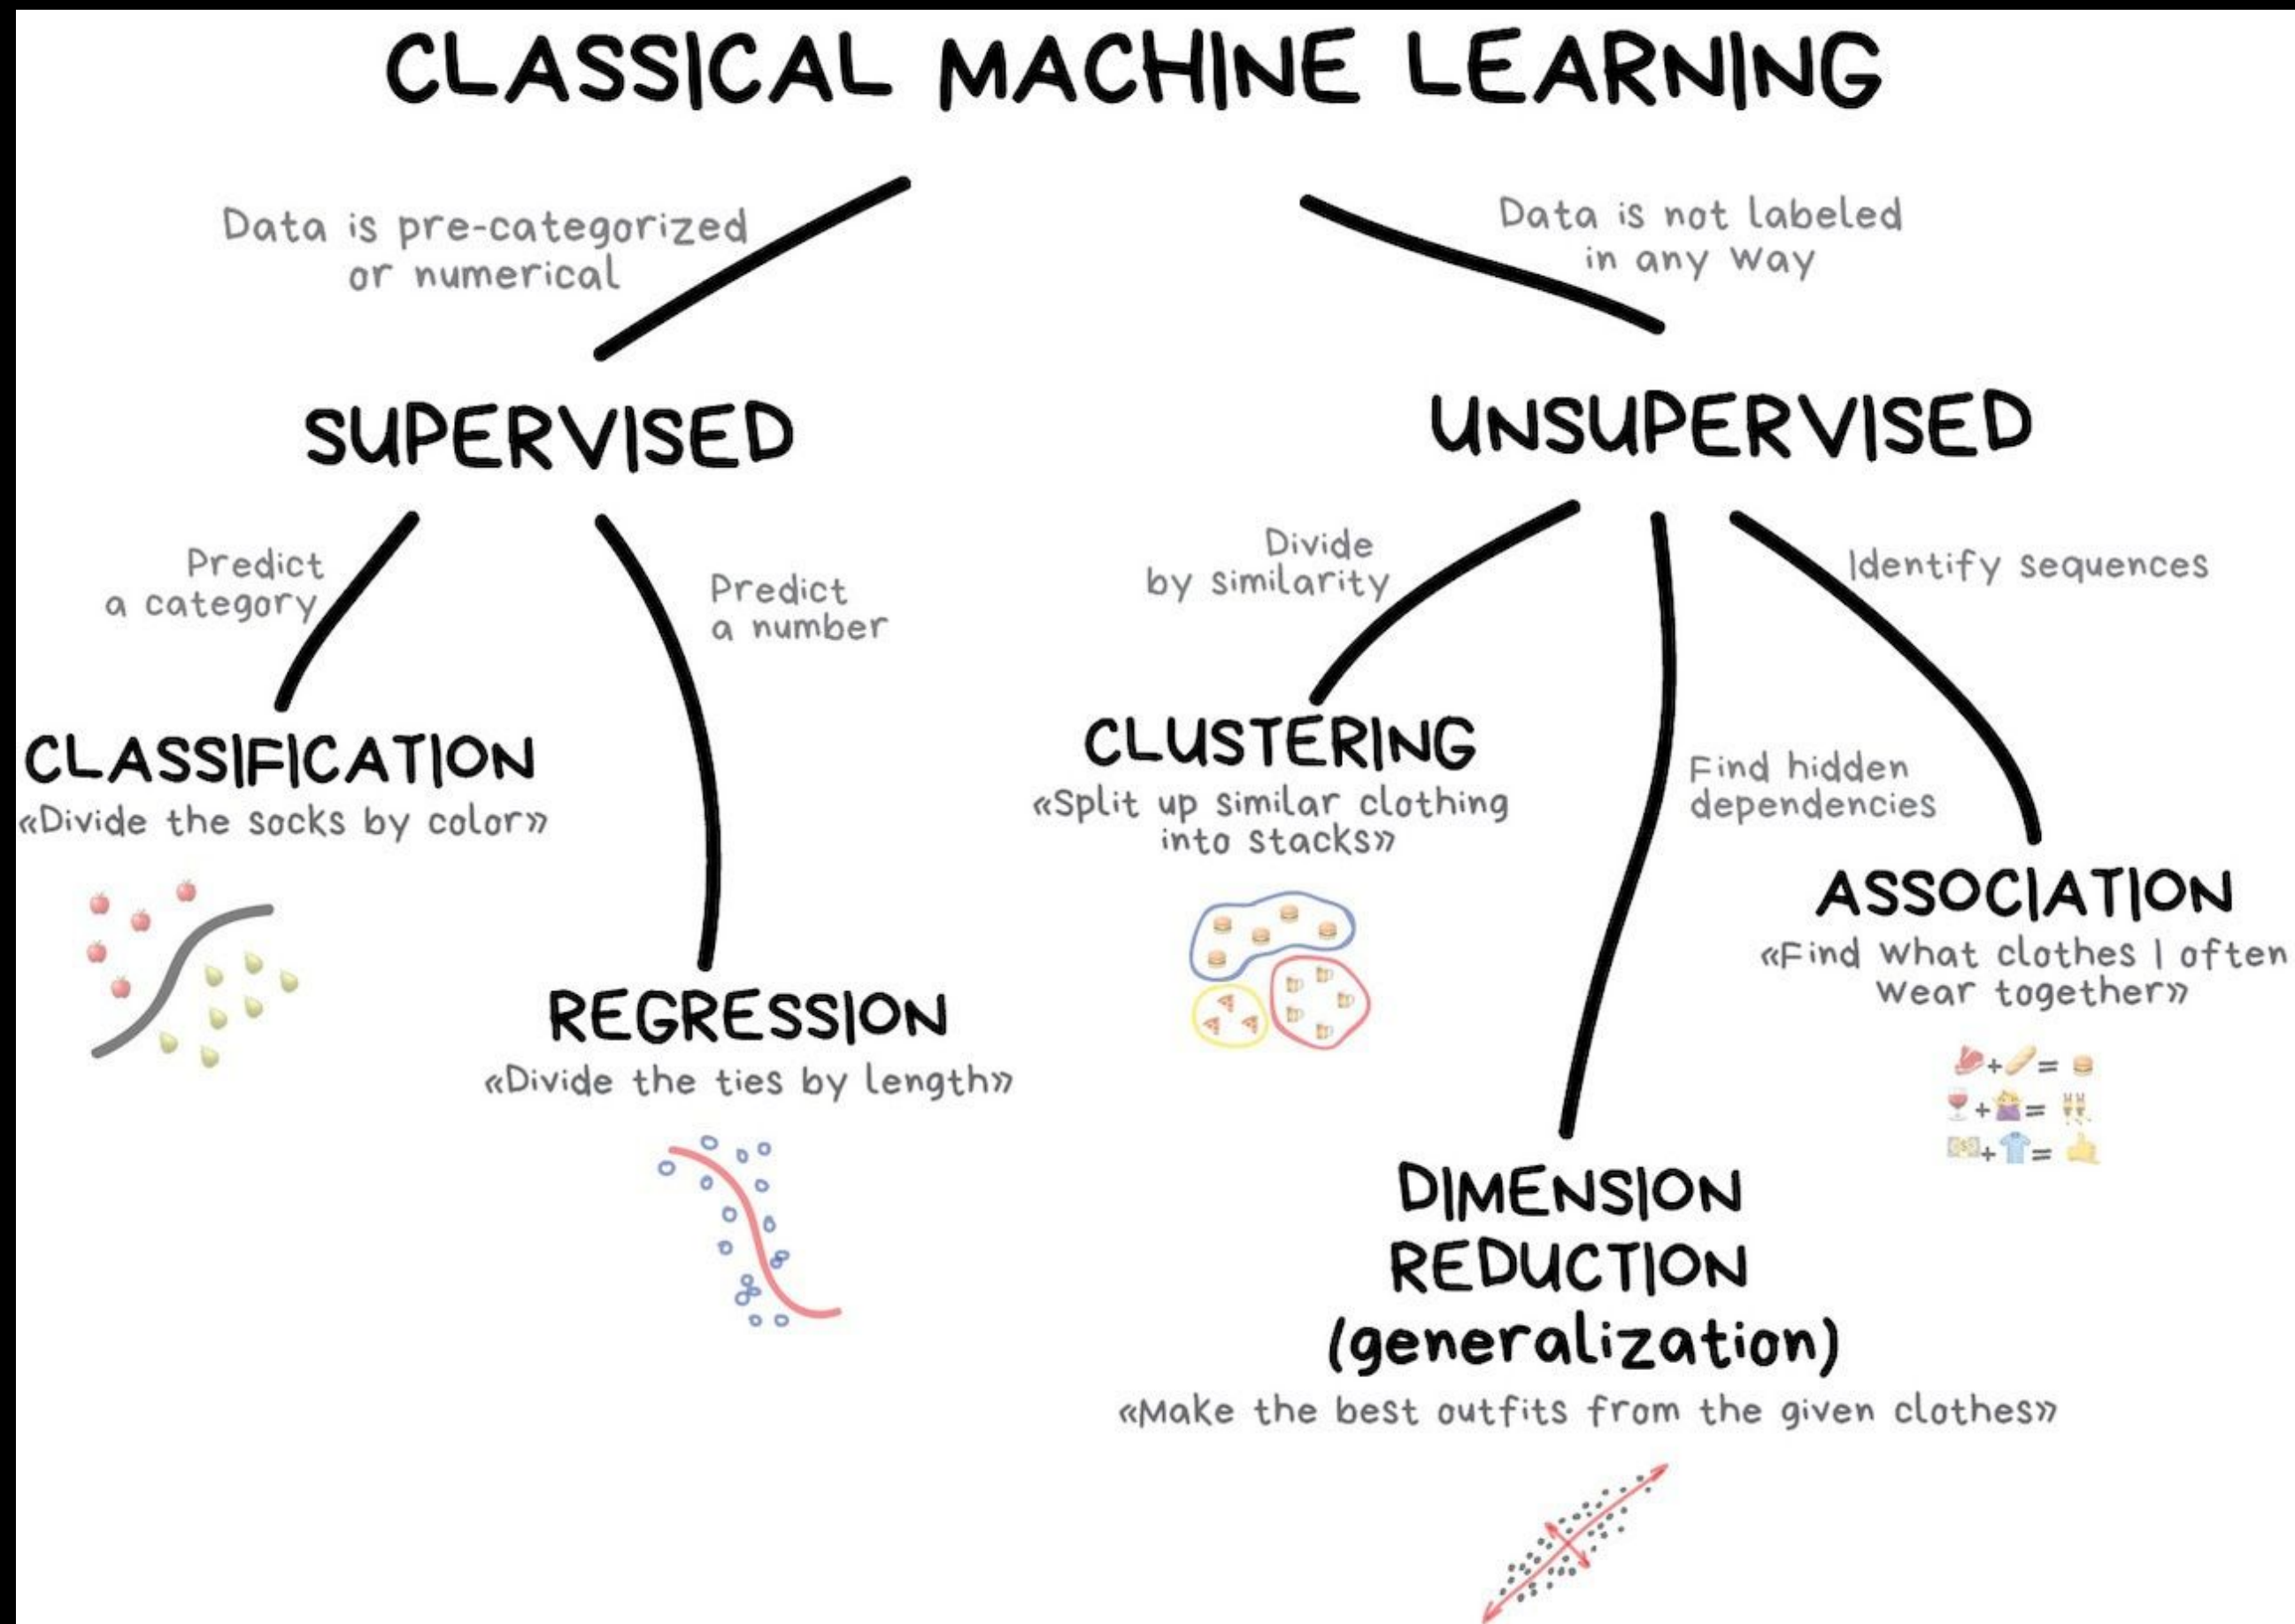 CLASSICAL MACHINE LEARNING
Data is pre-categorized
or numerical
Data is not labeled
in any way
SUPERVISED
UNSUPERVISED
Predict
a category
Predict
a number
Divide
by similarity
Identify sequences
CLASSIFICATION
«Divide the socks by color»
CLUSTERING
«Split up similar clothing
into stacks»
Find hidden
dependencies
ASSOCIATION
«Find what clothes I often
wear together»
REGRESSION
«Divide the ties by length»
+ =
+ =
+ =
DIMENSION
REDUCTION
(generalization)
«Make the best outfits from the given clothes»